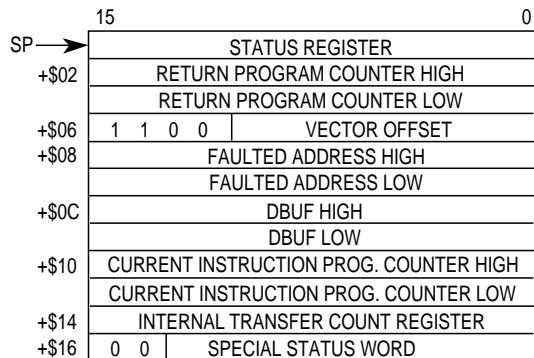 15 0
SP STATUS REGISTER
+$02 RETURN PROGRAM COUNTER HIGH
RETURN PROGRAM COUNTER LOW
+$06 1 1 0 0 VECTOR OFFSET
+$08 FAULTED ADDRESS HIGH
FAULTED ADDRESS LOW
+$0C DBUF HIGH
DBUF LOW
+$10 CURRENT INSTRUCTION PROG. COUNTER HIGH
CURRENT INSTRUCTION PROG. COUNTER LOW
+$14 INTERNAL TRANSFER COUNT REGISTER
+$16 0 0 SPECIAL STATUS WORD